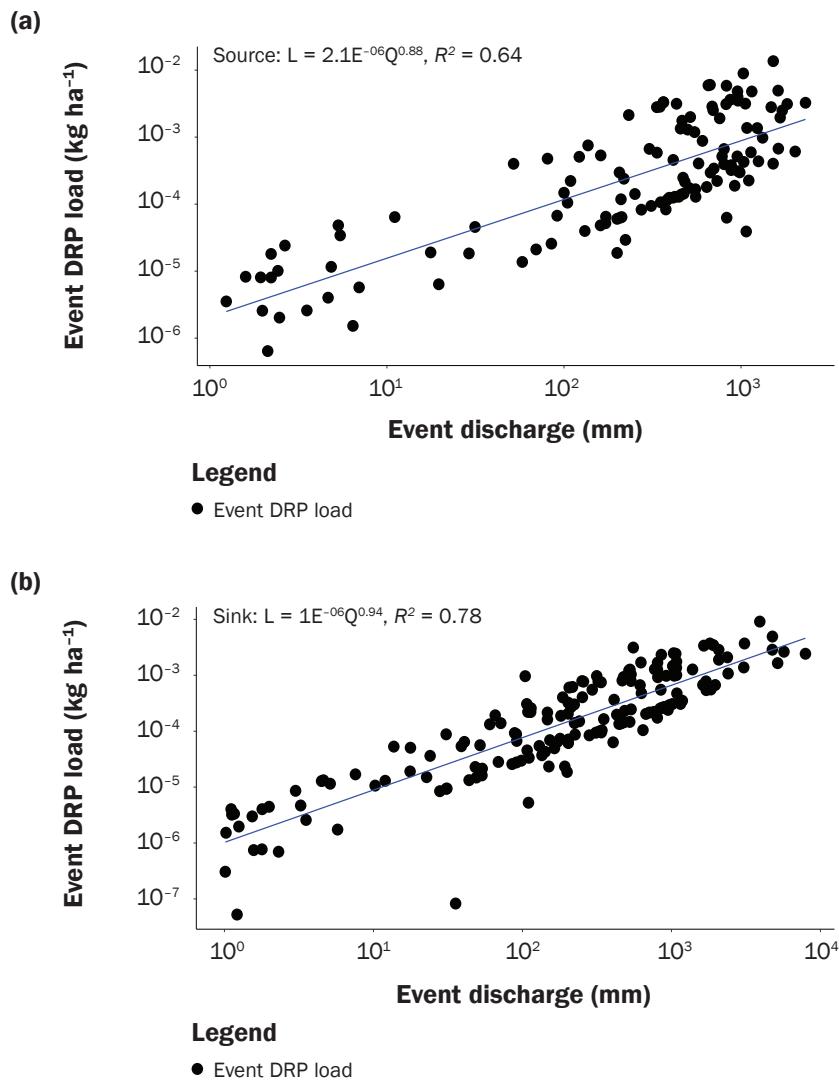 (a)
Source: L = 2.1E⁻⁰⁶Q⁰·⁸⁸, R² = 0.64
Event DRP load (kg ha⁻¹)
10⁻²
10⁻³
10⁻⁴
10⁻⁵
10⁻⁶
10⁰ 10¹ 10² 10³
Event discharge (mm)
Legend
Event DRP load
(b)
Sink: L = 1E⁻⁰⁶Q⁰·⁹⁴, R² = 0.78
Event DRP load (kg ha⁻¹)
10⁻²
10⁻³
10⁻⁴
10⁻⁵
10⁻⁶
10⁻⁷
10⁰ 10¹ 10² 10³ 10⁴
Event discharge (mm)
Legend
Event DRP load